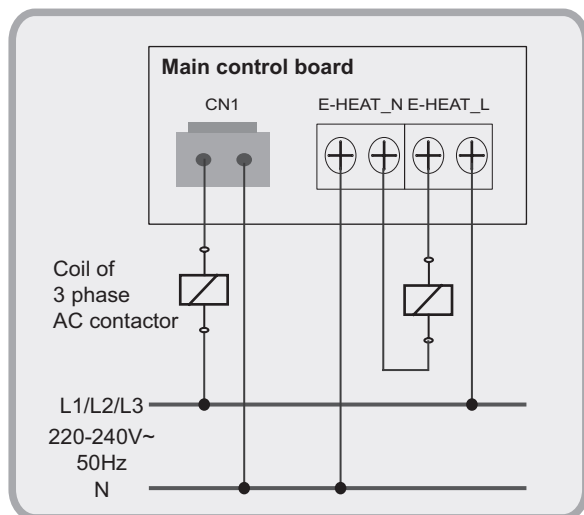 Main control board
CN1
E-HEAT_N E-HEAT_L
Coil of
3 phase
AC contactor
L1/L2/L3
220-240V~
50Hz
N